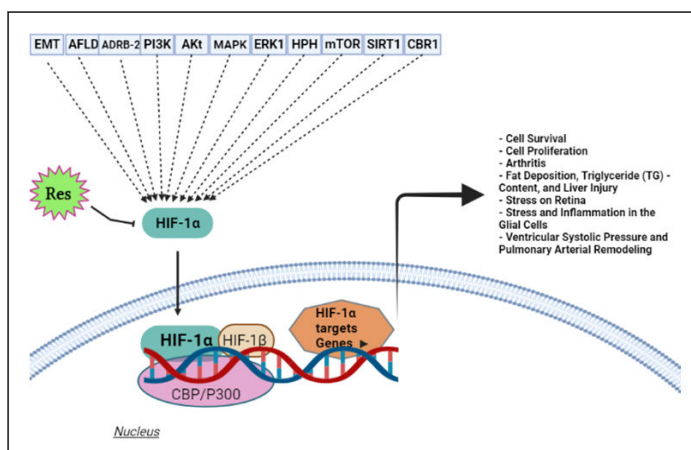 EMT AFLD ADRB-2 PI3K AKt MAPK ERK1 HPH mTOR SIRT1 CBR1
- Cell Survival
- Cell Proliferation
- Arthritis
- Fat Deposition, Triglyceride (TG) -
Content, and Liver Injury
- Stress on Retina
- Stress and Inflammation in the
Glial Cells
- Ventricular Systolic Pressure and
Pulmonary Arterial Remodeling
Res
HIF-1α
HIF-1α
targets
Genes
HIF-1α
HIF-1β
CBP/P300
Nucleus